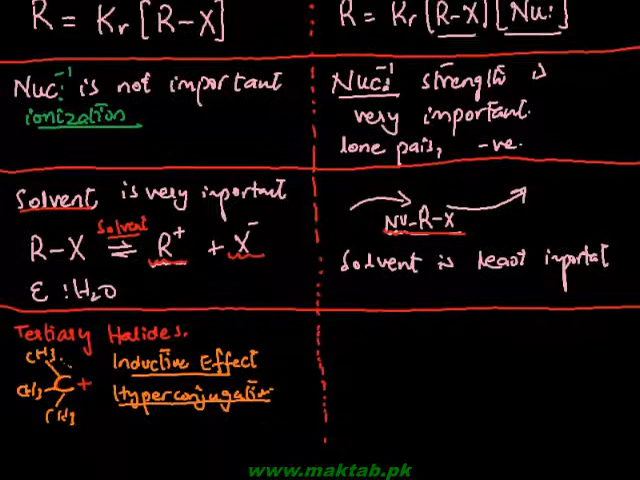 R = Kr [R-X]
Nuc:⁻¹ is not important
ionization
Solvent is very important
Solvent
R-X ⇌ R⁺ + X⁻
ε : H₂O
Tertiary Halides.
CH₃
CH₃ C+
CH₃
Inductive Effect
Hyperconjugation
R = Kr [R-X] [Nu:]
Nuc:⁻¹ strength is
very important.
lone pair, -ve.
Nu-R-X
Solvent is least inportat
www.maktab.pk